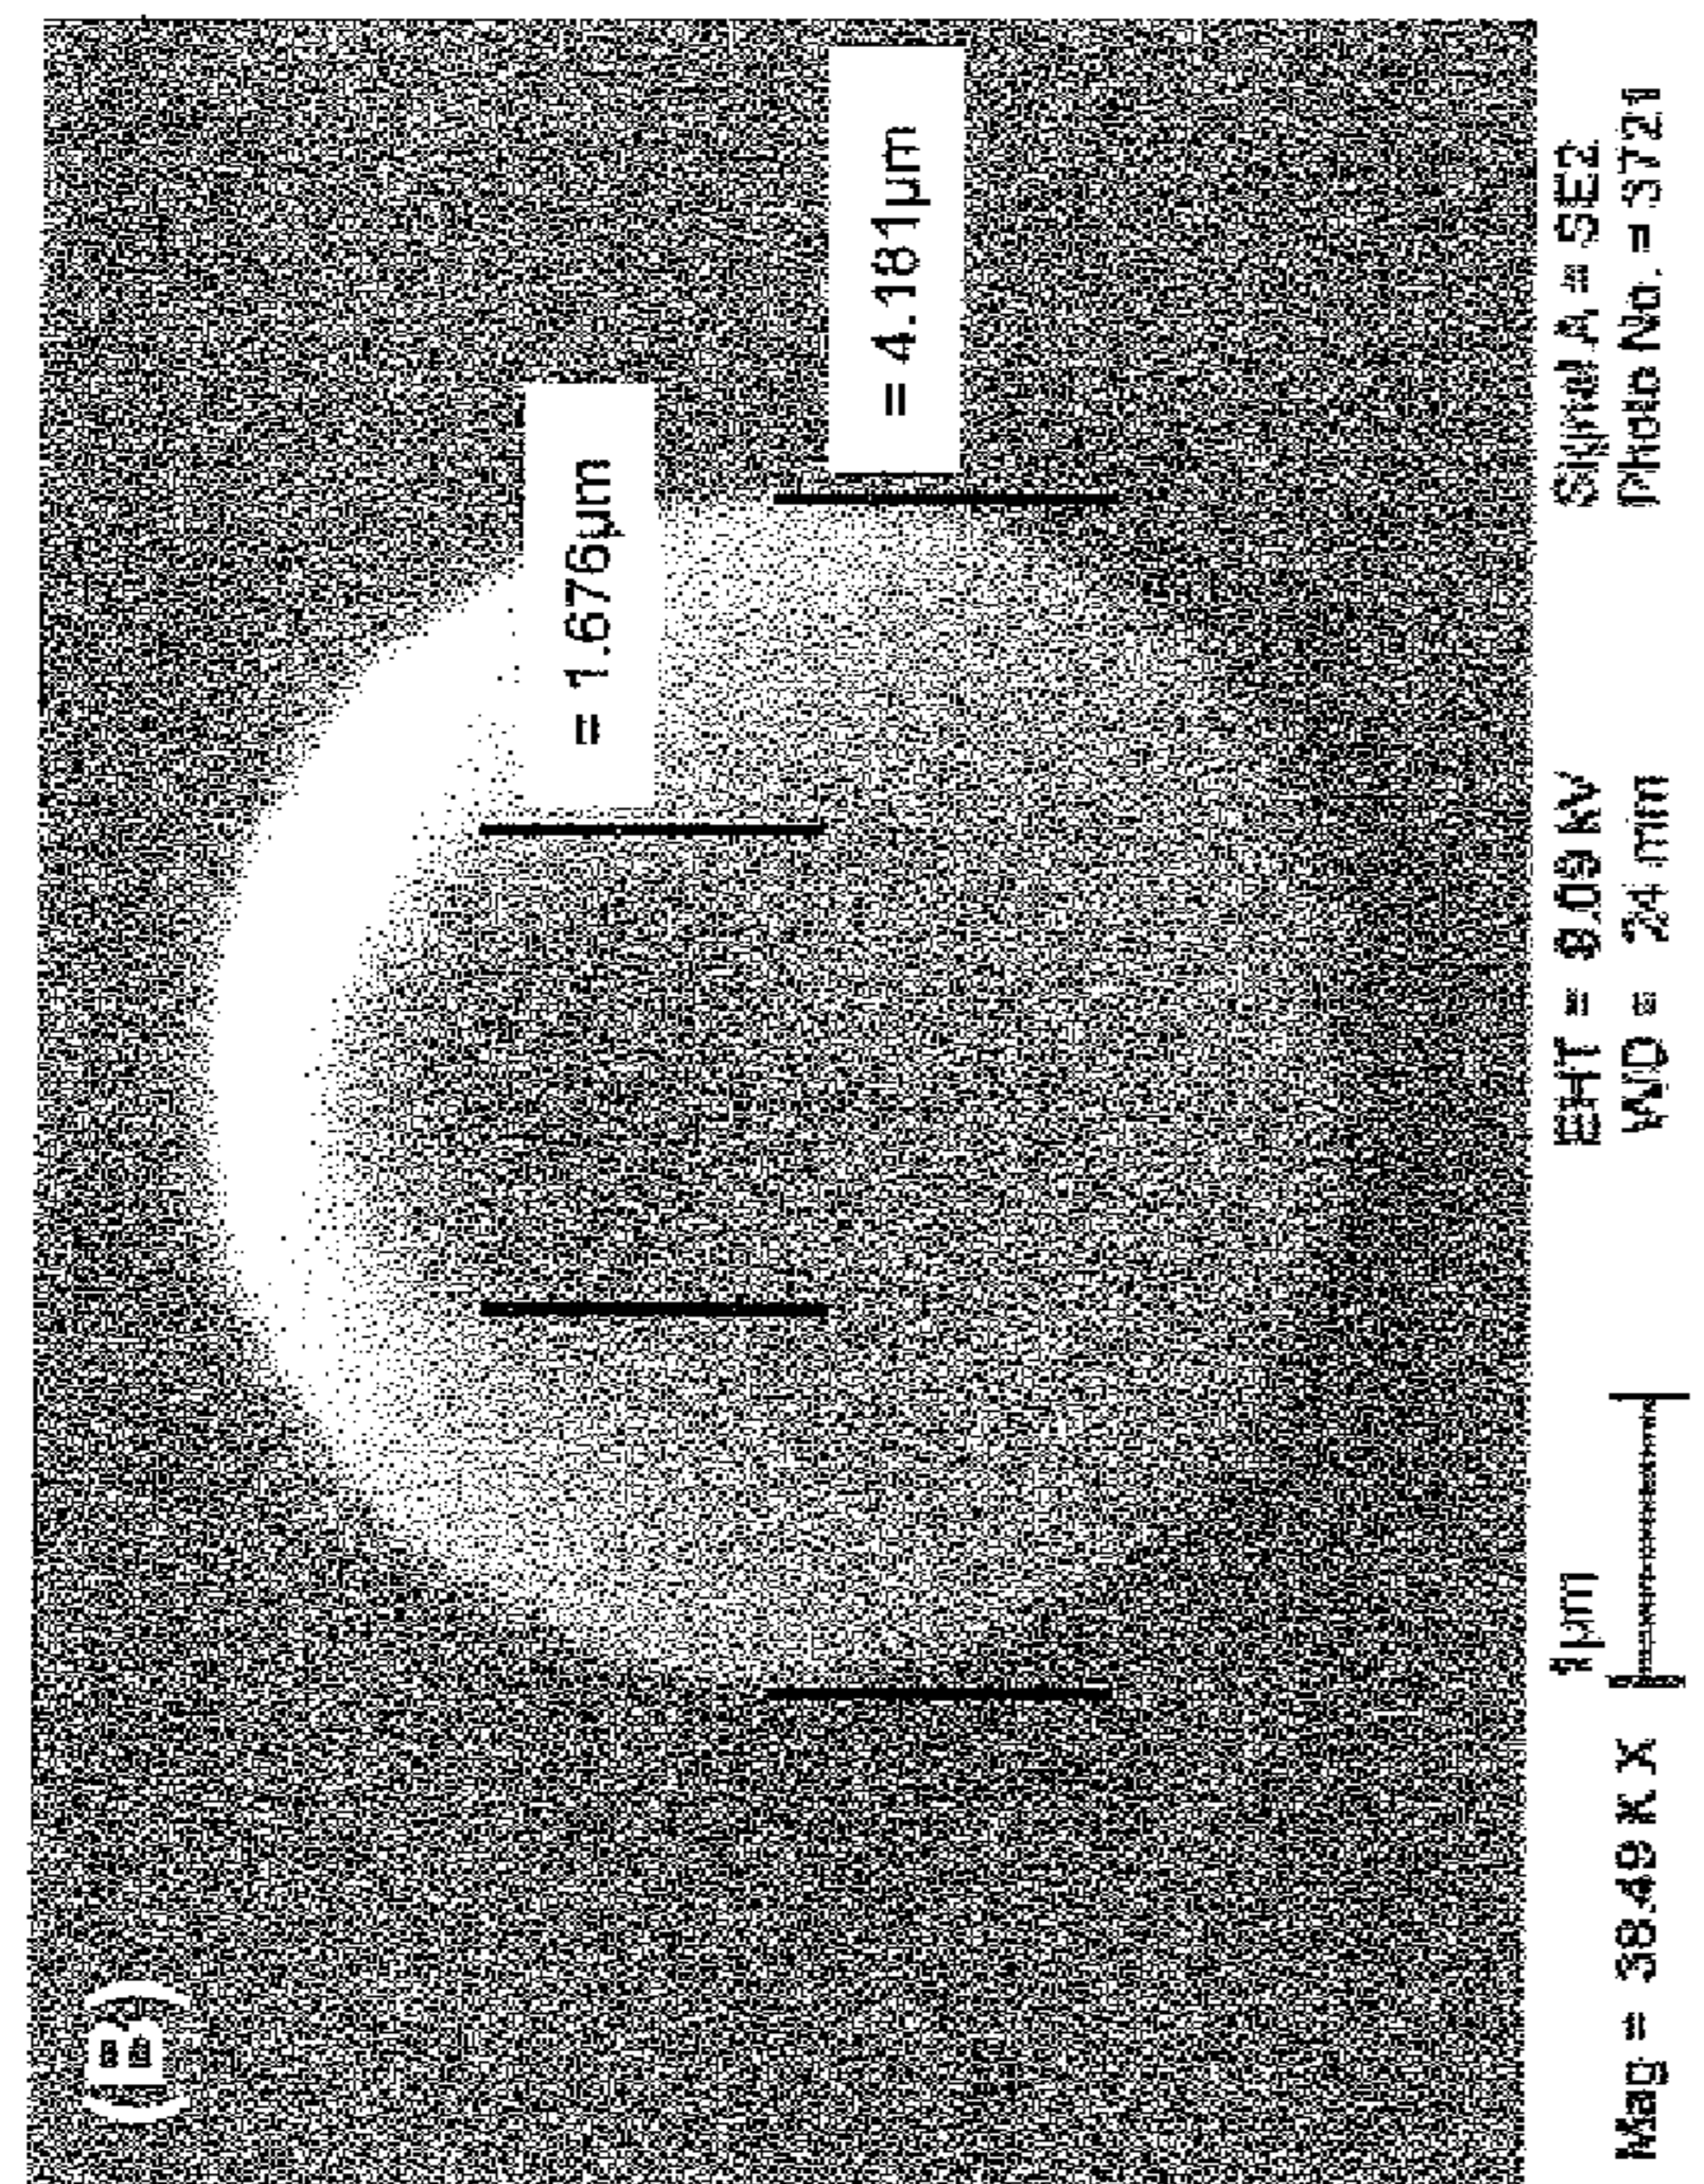 (B)
= 1.676µm
= 4.181µm
Mag = 38.49 K X
1µm
EHT = 8.09 kV
WD = 24 mm
Signal A = SE2
Photo No. = 3721